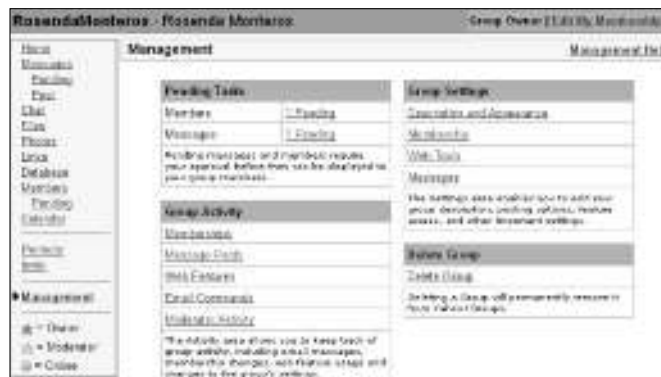 RosendaMonteros · Rosenda Monteros
Group Owner | Edit My Membership
Home
Messages
Pending
Post
Chat
Files
Photos
Links
Database
Members
Pending
Calendar
Promote
Management
= Owner
= Moderator
= Online
Management
Management
Pending Tasks
Members 1 Pending
Messages 1 Pending
Pending messages and members require
your approval before they can be displayed to
your group members.
Group Activity
Memberships
Message Posts
Web Features
Email Commands
Moderator Activity
The Activity area allows you to keep track of
group activity, including email messages,
membership changes, web feature usage and
changes to the group's settings.
Group Settings
Description and Appearance
Membership
Web Tools
Messages
The Settings area enables you to edit your
group description, posting options, feature
access, and other important settings.
Delete Group
Delete Group
Deleting a Group will permanently remove it
from Yahoo! Groups.